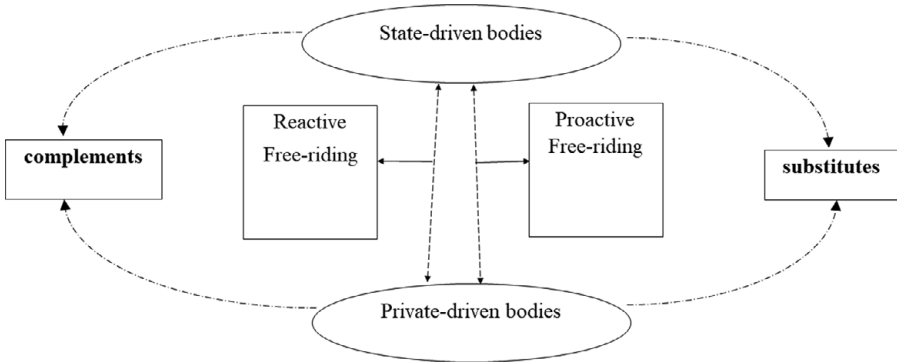 State-driven bodies
Reactive
Free-riding
Proactive
Free-riding
complements
substitutes
Private-driven bodies